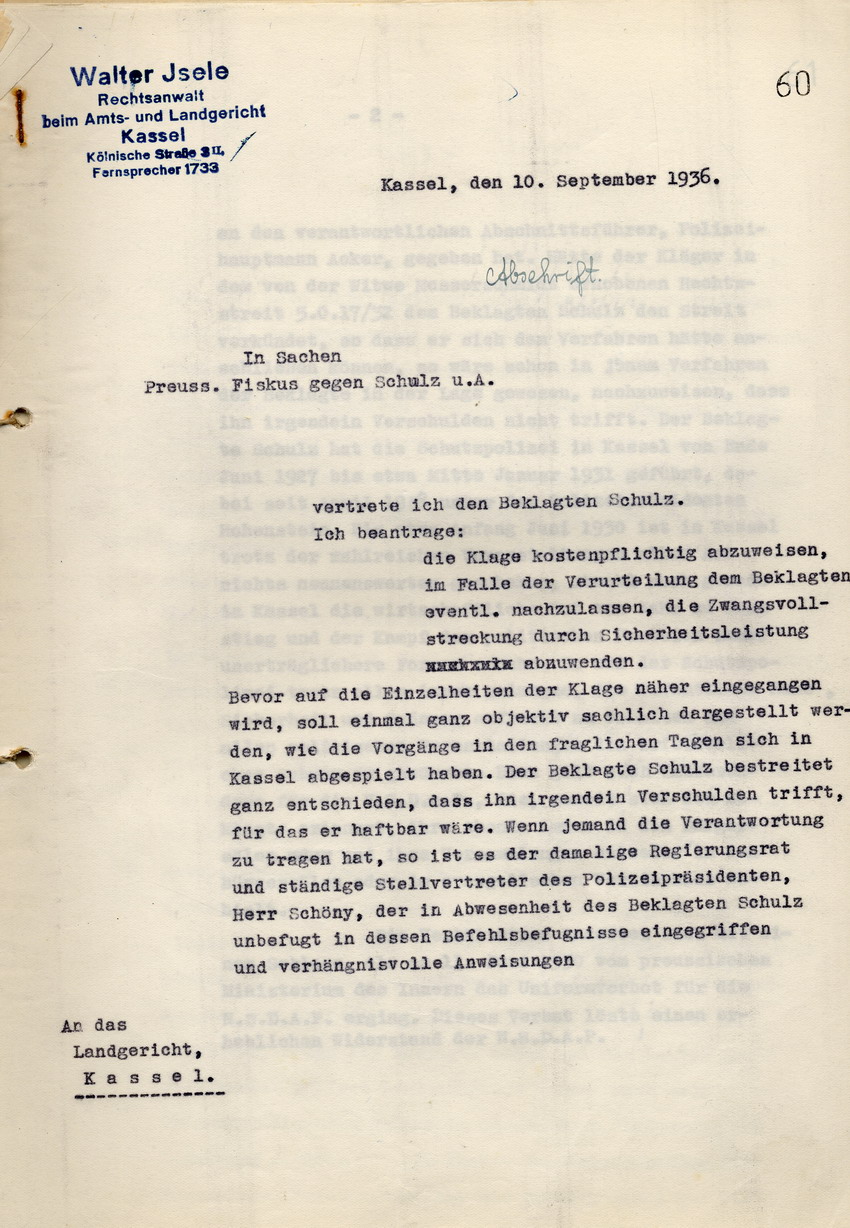 Walter Jsele
Rechtsanwalt
beim Amts- und Landgericht
Kassel
Kölnische Straße 3 II,
Fernsprecher 1733
60
- 2 -
Kassel, den 10. September 1936.
Abschrift.
In Sachen
Preuss. Fiskus gegen Schulz u.A.
vertrete ich den Beklagten Schulz.
Ich beantrage:
die Klage kostenpflichtig abzuweisen,
im Falle der Verurteilung dem Beklagten
eventl. nachzulassen, die Zwangsvoll-
streckung durch Sicherheitsleistung
abzuwenden.
Bevor auf die Einzelheiten der Klage näher eingegangen
wird, soll einmal ganz objektiv sachlich dargestellt wer-
den, wie die Vorgänge in den fraglichen Tagen sich in
Kassel abgespielt haben. Der Beklagte Schulz bestreitet
ganz entschieden, dass ihn irgendein Verschulden trifft,
für das er haftbar wäre. Wenn jemand die Verantwortung
zu tragen hat, so ist es der damalige Regierungsrat
und ständige Stellvertreter des Polizeipräsidenten,
Herr Schöny, der in Abwesenheit des Beklagten Schulz
unbefugt in dessen Befehlsbefugnisse eingegriffen
und verhängnisvolle Anweisungen
An das
Landgericht,
K a s s e l.